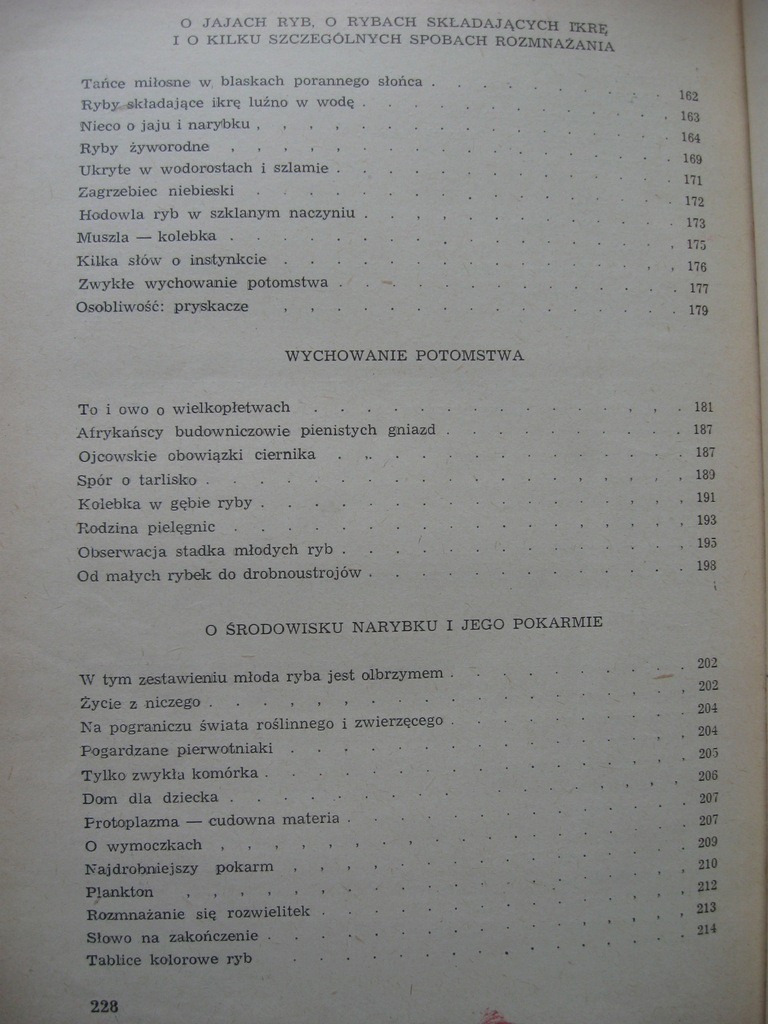 O JAJACH RYB, O RYBACH SKŁADAJĄCYCH IKRĘ
I O KILKU SZCZEGÓLNYCH SPOBACH ROZMNAŻANIA
Tańce miłosne w blaskach porannego słońca . . . . . . . 162
Ryby składające ikrę luźno w wodę . . . . . . . . . 163
Nieco o jaju i narybku , , , , . . . . . . . . . 164
Ryby żyworodne , , , , , . . . . . . . . . 169
Ukryte w wodorostach i szlamie . . . . . . . . . . 171
Zagrzebiec niebieski . . . . . . . . . . . . . 172
Hodowla ryb w szklanym naczyniu . . . . . . . . . . 173
Muszla — kolebka . . . . . . . . . . . . . . 175
Kilka słów o instynkcie . . . . . . . . . . . . 176
Zwykłe wychowanie potomstwa . . . . . . . . . . . 177
Osobliwość: pryskacze , , . . . . . . . . . . 179
WYCHOWANIE POTOMSTWA
To i owo o wielkopłetwach . . . . . . . . . . . 181
Afrykańscy budowniczowie pienistych gniazd . . . . . . . 187
Ojcowskie obowiązki ciernika . . . . . . . . . . . 187
Spór o tarlisko . . . . . . . . . . . . . . 189
Kolebka w gębie ryby . . . . . . . . . . . . . 191
Rodzina pielęgnic . . . . . . . . . . . . . . 193
Obserwacja stadka młodych ryb . . . . . . . . . . 195
Od małych rybek do drobnoustrojów . . . . . . . . . 198
O ŚRODOWISKU NARYBKU I JEGO POKARMIE
W tym zestawieniu młoda ryba jest olbrzymem . . . . . . . 202
Życie z niczego . . . , , , . . . . . . . . 202
Na pograniczu świata roślinnego i zwierzęcego . . . . . . . 204
Pogardzane pierwotniaki . . . . . . . . . . . . 204
Tylko zwykła komórka . . . . . . . . . . . . . 205
Dom dla dziecka . . . . . . . . . . . . . . 206
Protoplazma — cudowna materia . . . . . . . . . . 207
O wymoczkach , , , , , . . . . . . . . . 207
Najdrobniejszy pokarm , , , , . . . . . . . . 209
Plankton , , , , , , . . . . . . . . . 210
Rozmnażanie się rozwielitek . . . . . . . . . . . 212
Słowo na zakończenie . . . . . . . . . . . . . 213
Tablice kolorowe ryb . . . . . . . . . . . . . 214
228